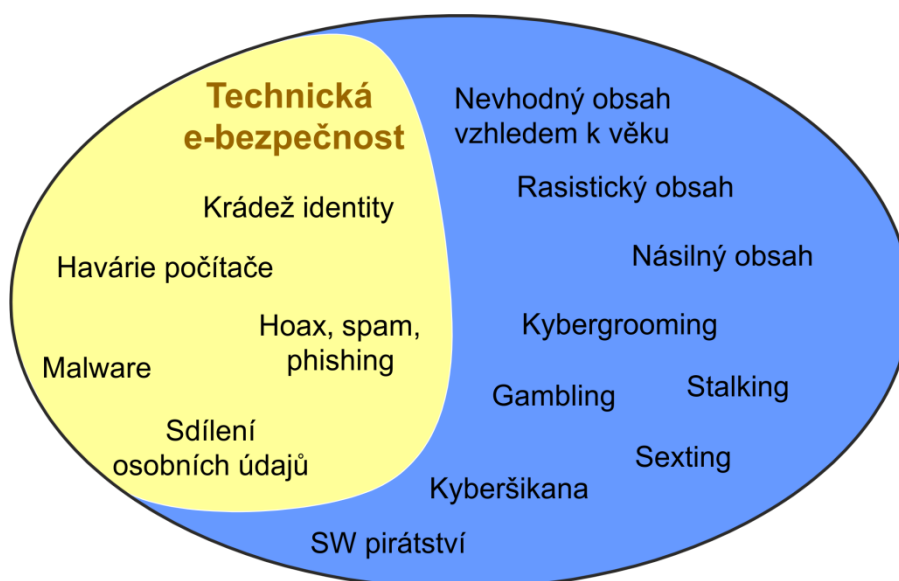 Technická
e-bezpečnost
Krádež identity
Havárie počítače
Hoax, spam,
phishing
Malware
Sdílení
osobních údajů
Nevhodný obsah
vzhledem k věku
Rasistický obsah
Násilný obsah
Kybergrooming
Gambling
Stalking
Sexting
Kyberšikana
SW pirátství